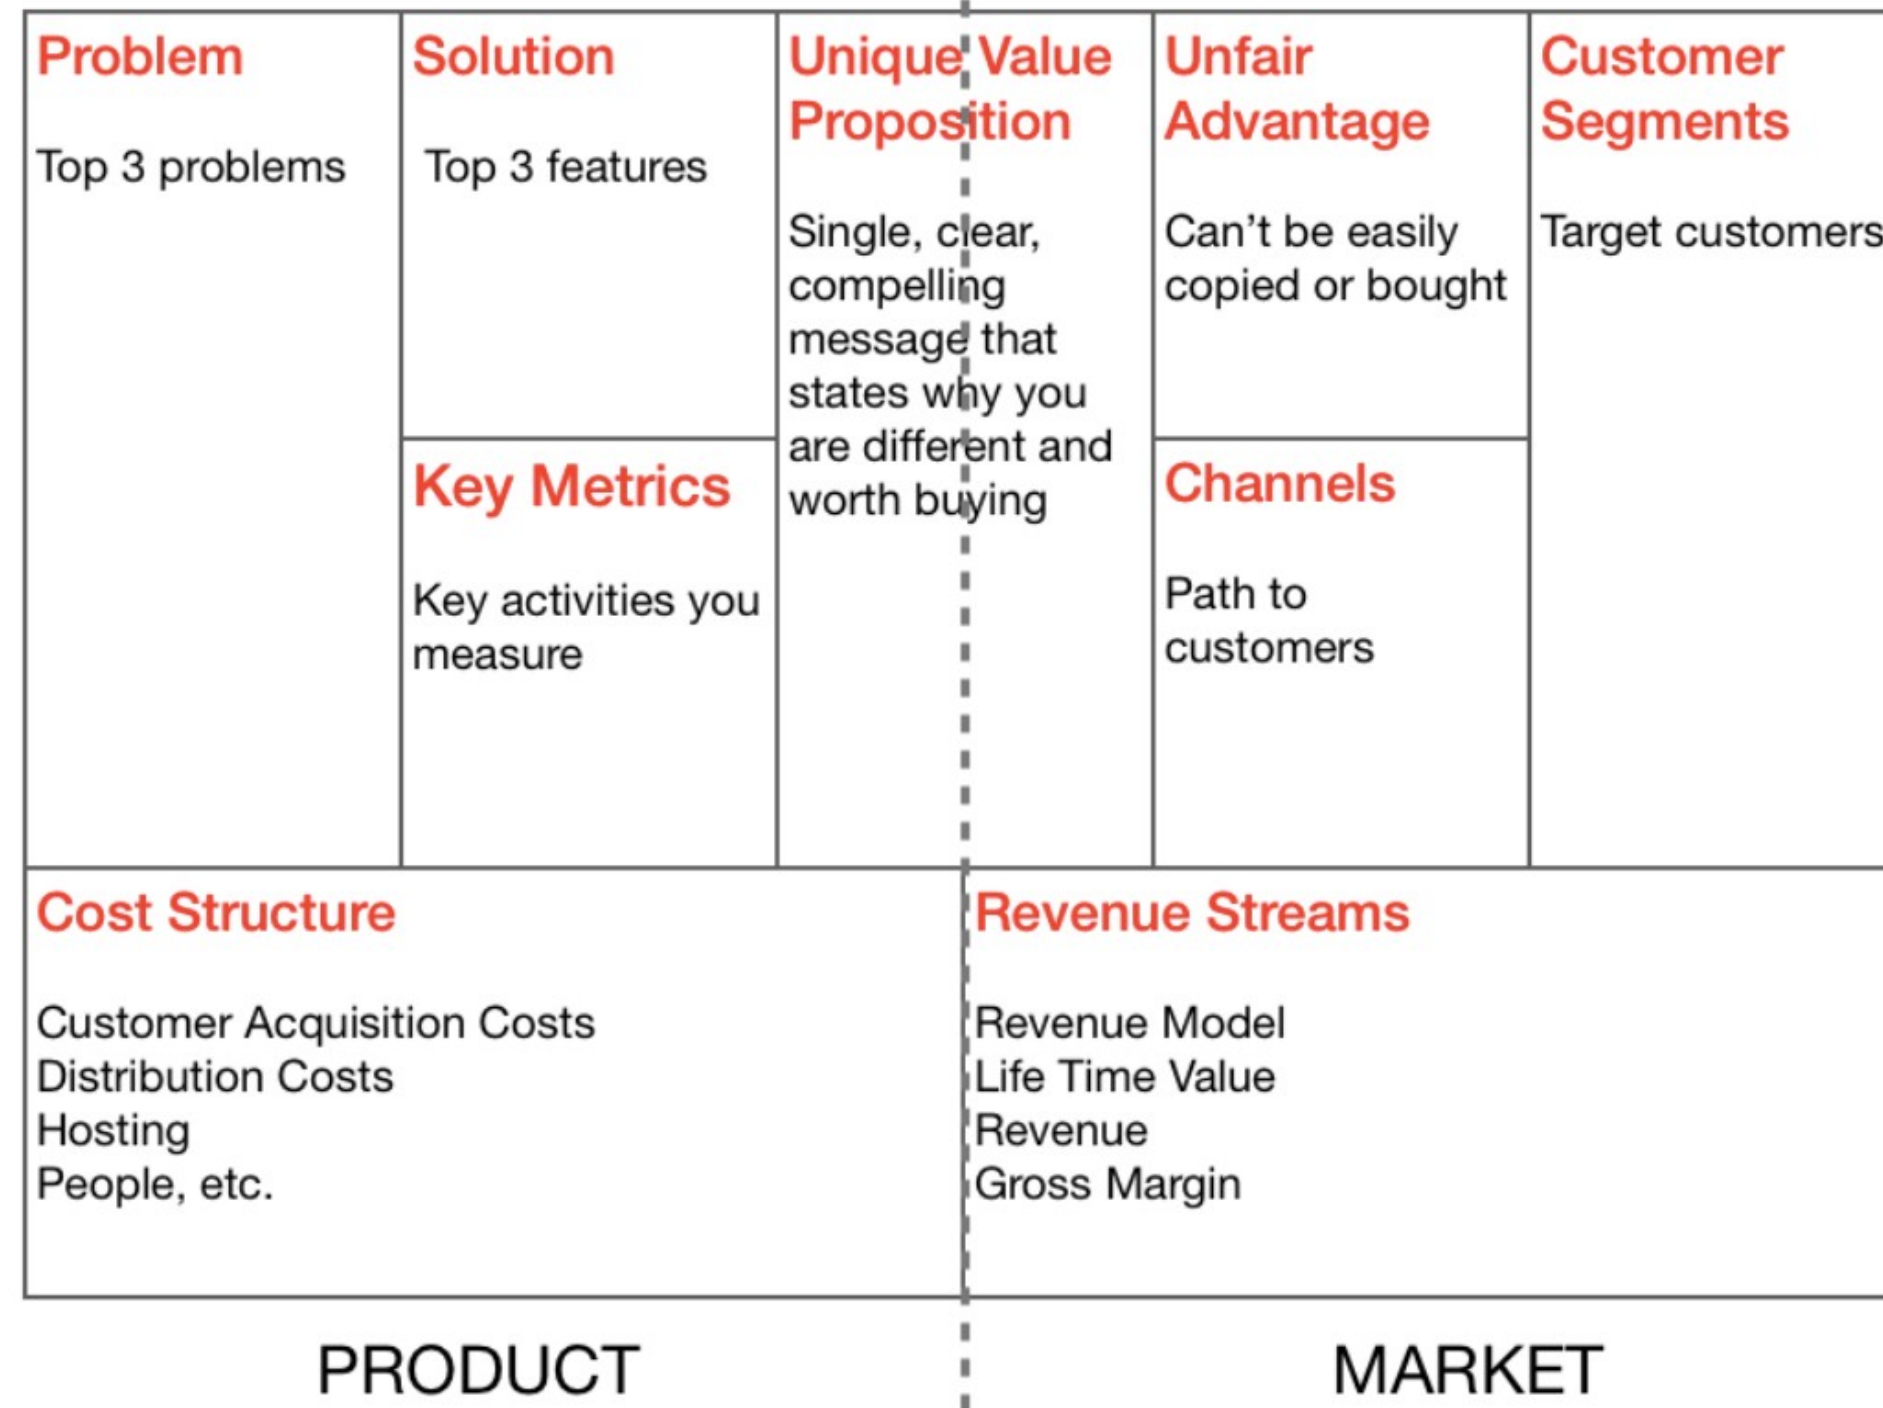 Problem
Top 3 problems
Solution
Top 3 features
Key Metrics
Key activities you
measure
Unique Value
Proposition
Single, clear,
compelling
message that
states why you
are different and
worth buying
Unfair
Advantage
Can’t be easily
copied or bought
Channels
Path to
customers
Customer
Segments
Target customers
Cost Structure
Customer Acquisition Costs
Distribution Costs
Hosting
People, etc.
Revenue Streams
Revenue Model
Life Time Value
Revenue
Gross Margin
PRODUCT
MARKET